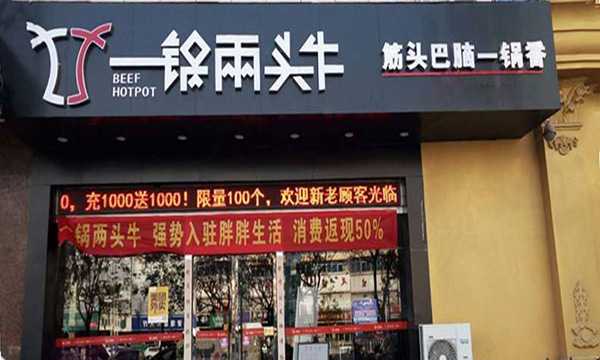 一锅兩头牛
BEEF
HOTPOT
筋头巴脑一锅香
0，充1000送1000！限量100个，欢迎新老顾客光临
锅两头牛 强势入驻胖胖生活 消费返现50%